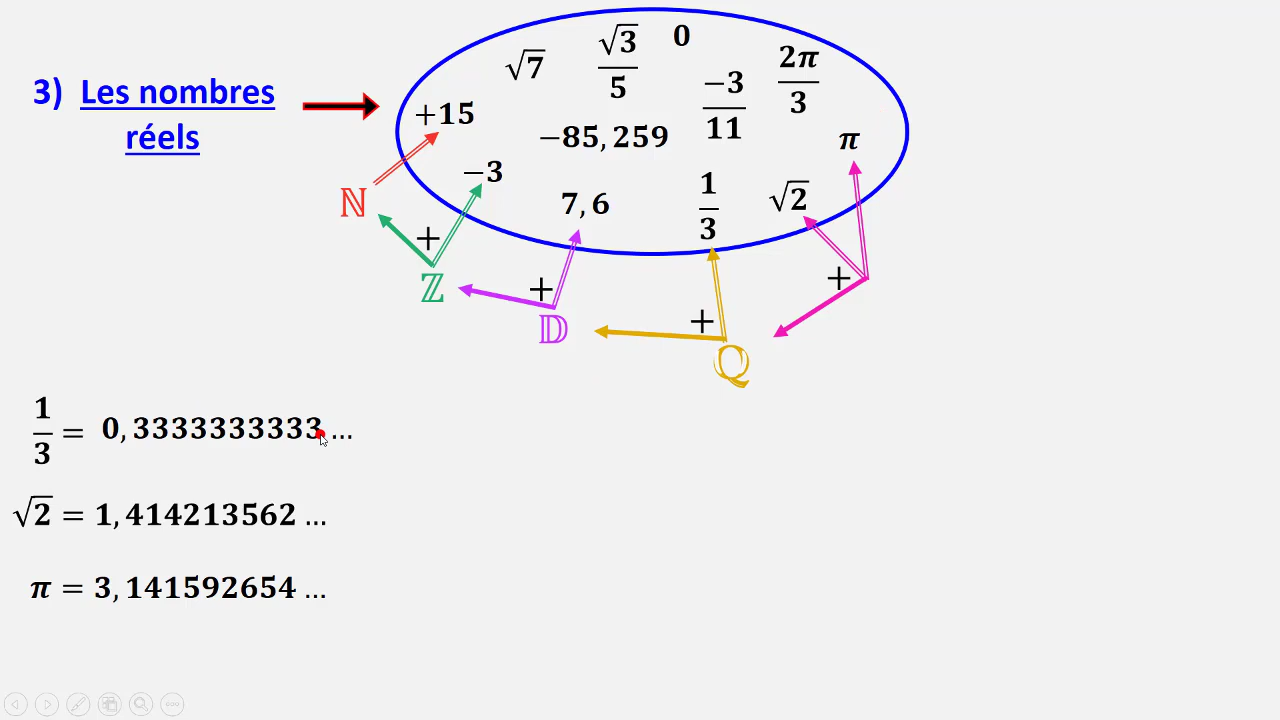 3) Les nombres
réels
√7 √3/5 0 2π/3
+15 −85,259 −3/11 π
−3 7,6 1/3 √2
ℕ + ℤ + 𝔻 + ℚ +
1/3 = 0,3333333333 ...
√2 = 1,414213562 ...
π = 3,141592654 ...